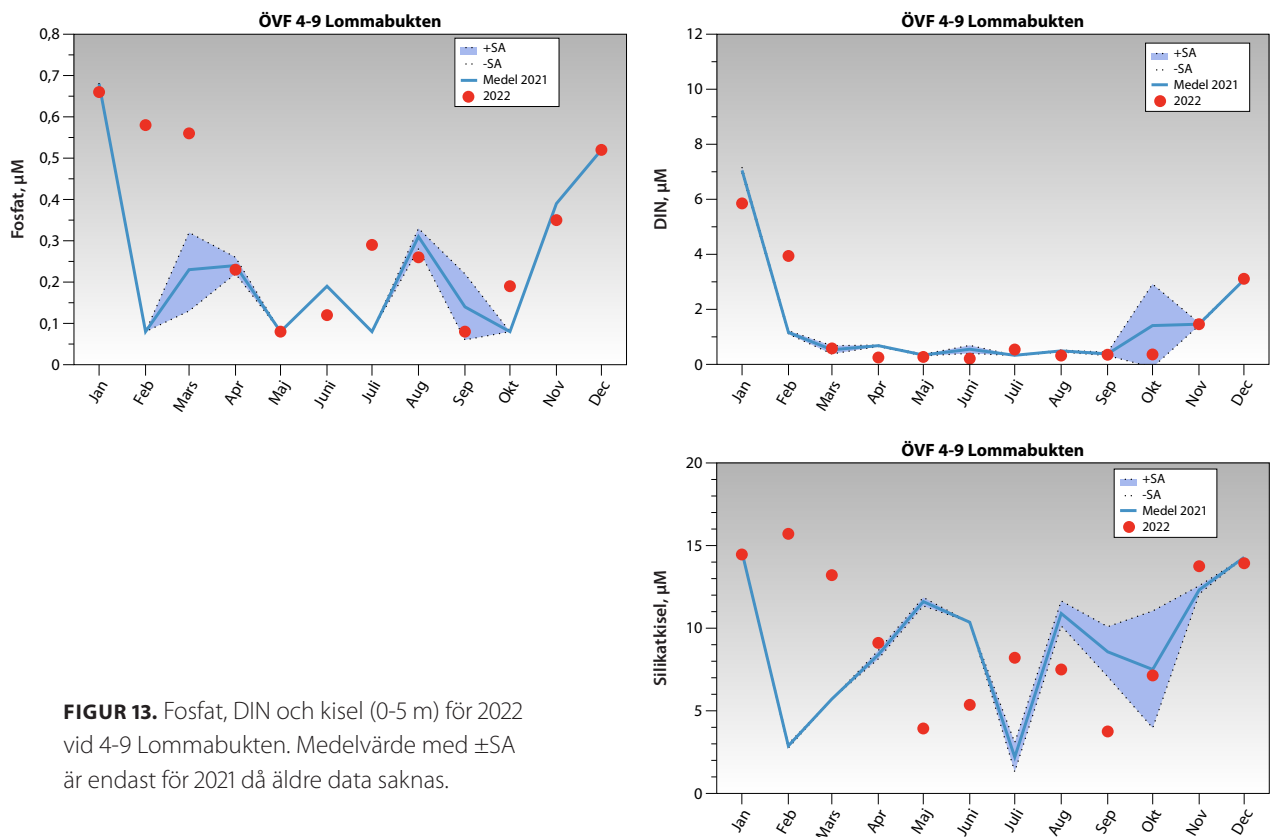 ÖVF 4-9 Lommabukten
0,8
0,7
0,6
0,5
0,3
0,2
0,1
0
Fosfat, µM
+SA
-SA
Medel 2021
2022
Jan
Feb
Mars
Apr
Maj
Juni
Juli
Aug
Sep
Okt
Nov
Dec
ÖVF 4-9 Lommabukten
12
10
8
6
4
2
0
DIN, µM
+SA
-SA
Medel 2021
2022
Jan
Feb
Mars
Apr
Maj
Juni
Juli
Aug
Sep
Okt
Nov
Dec
ÖVF 4-9 Lommabukten
20
15
10
5
0
Silikatkisel, µM
+SA
-SA
Medel 2021
2022
Jan
Feb
Mars
Apr
Maj
Juni
Juli
Aug
Sep
Okt
Nov
Dec
FIGUR 13. Fosfat, DIN och kisel (0-5 m) för 2022
vid 4-9 Lommabukten. Medelvärde med ±SA
är endast för 2021 då äldre data saknas.